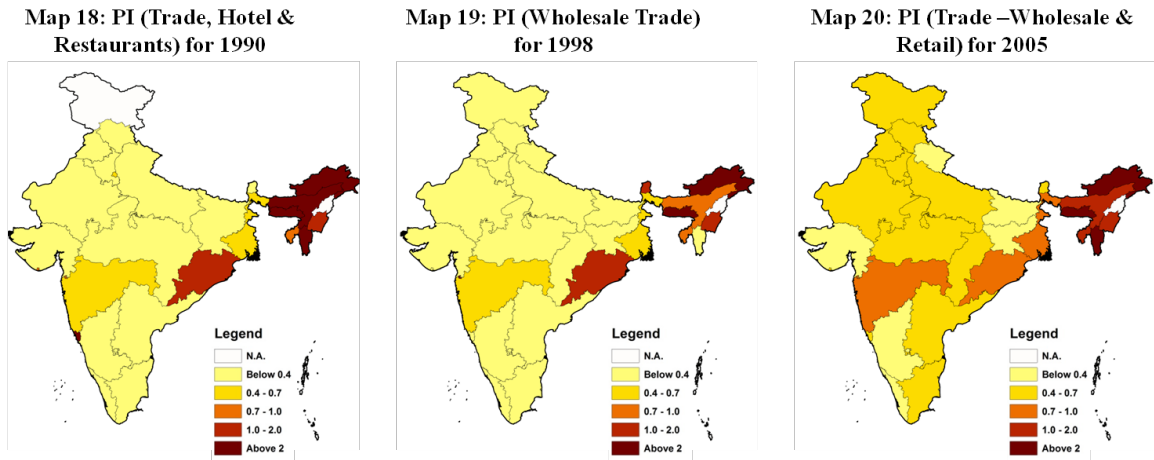 Map 18: PI (Trade, Hotel &
Restaurants) for 1990
Legend
N.A.
Below 0.4
0.4 - 0.7
0.7 - 1.0
1.0 - 2.0
Above 2
Map 19: PI (Wholesale Trade)
for 1998
Legend
N.A.
Below 0.4
0.4 - 0.7
0.7 - 1.0
1.0 - 2.0
Above 2
Map 20: PI (Trade –Wholesale &
Retail) for 2005
Legend
N.A.
Below 0.4
0.4 - 0.7
0.7 - 1.0
1.0 - 2.0
Above 2